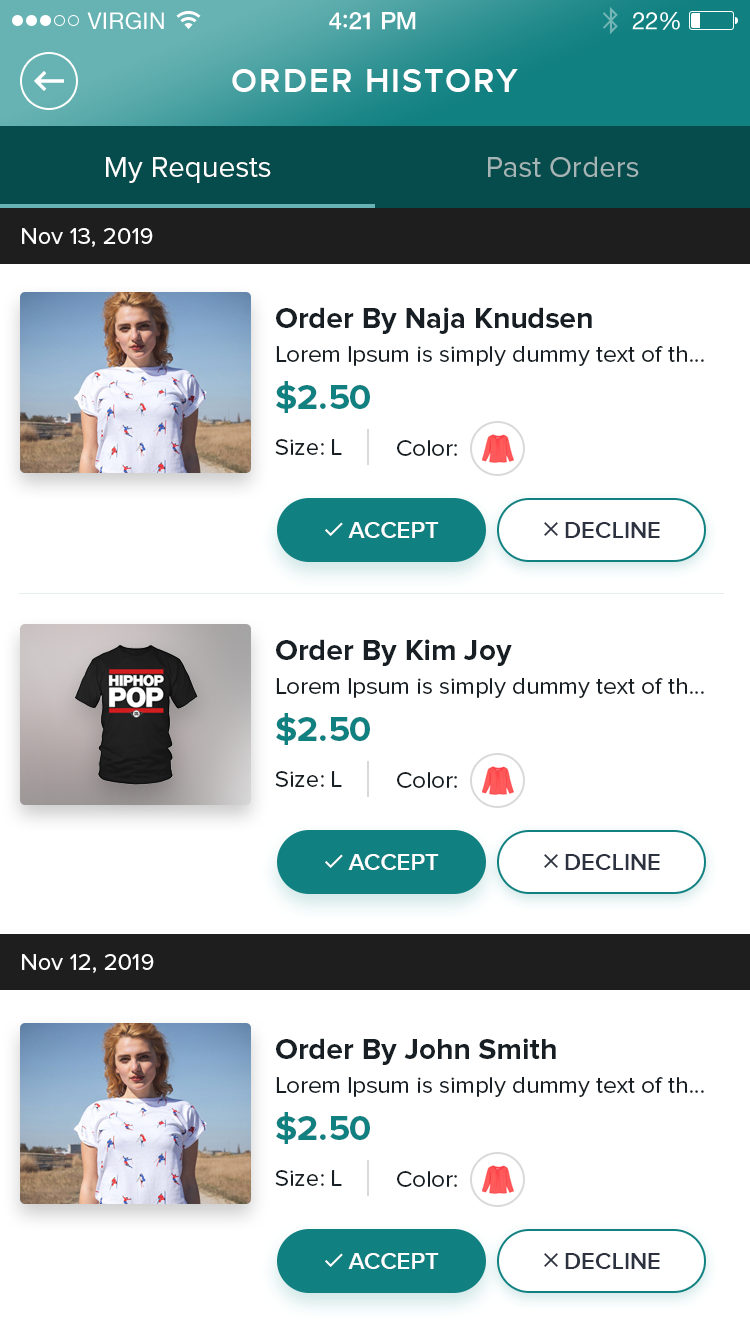 VIRGIN 4:21 PM 22%
ORDER HISTORY
My Requests Past Orders
Nov 13, 2019
Order By Naja Knudsen
Lorem Ipsum is simply dummy text of th...
$2.50
Size: L Color:
ACCEPT DECLINE
HIPHOP
POP
Order By Kim Joy
Lorem Ipsum is simply dummy text of th...
$2.50
Size: L Color:
ACCEPT DECLINE
Nov 12, 2019
Order By John Smith
Lorem Ipsum is simply dummy text of th...
$2.50
Size: L Color:
ACCEPT DECLINE